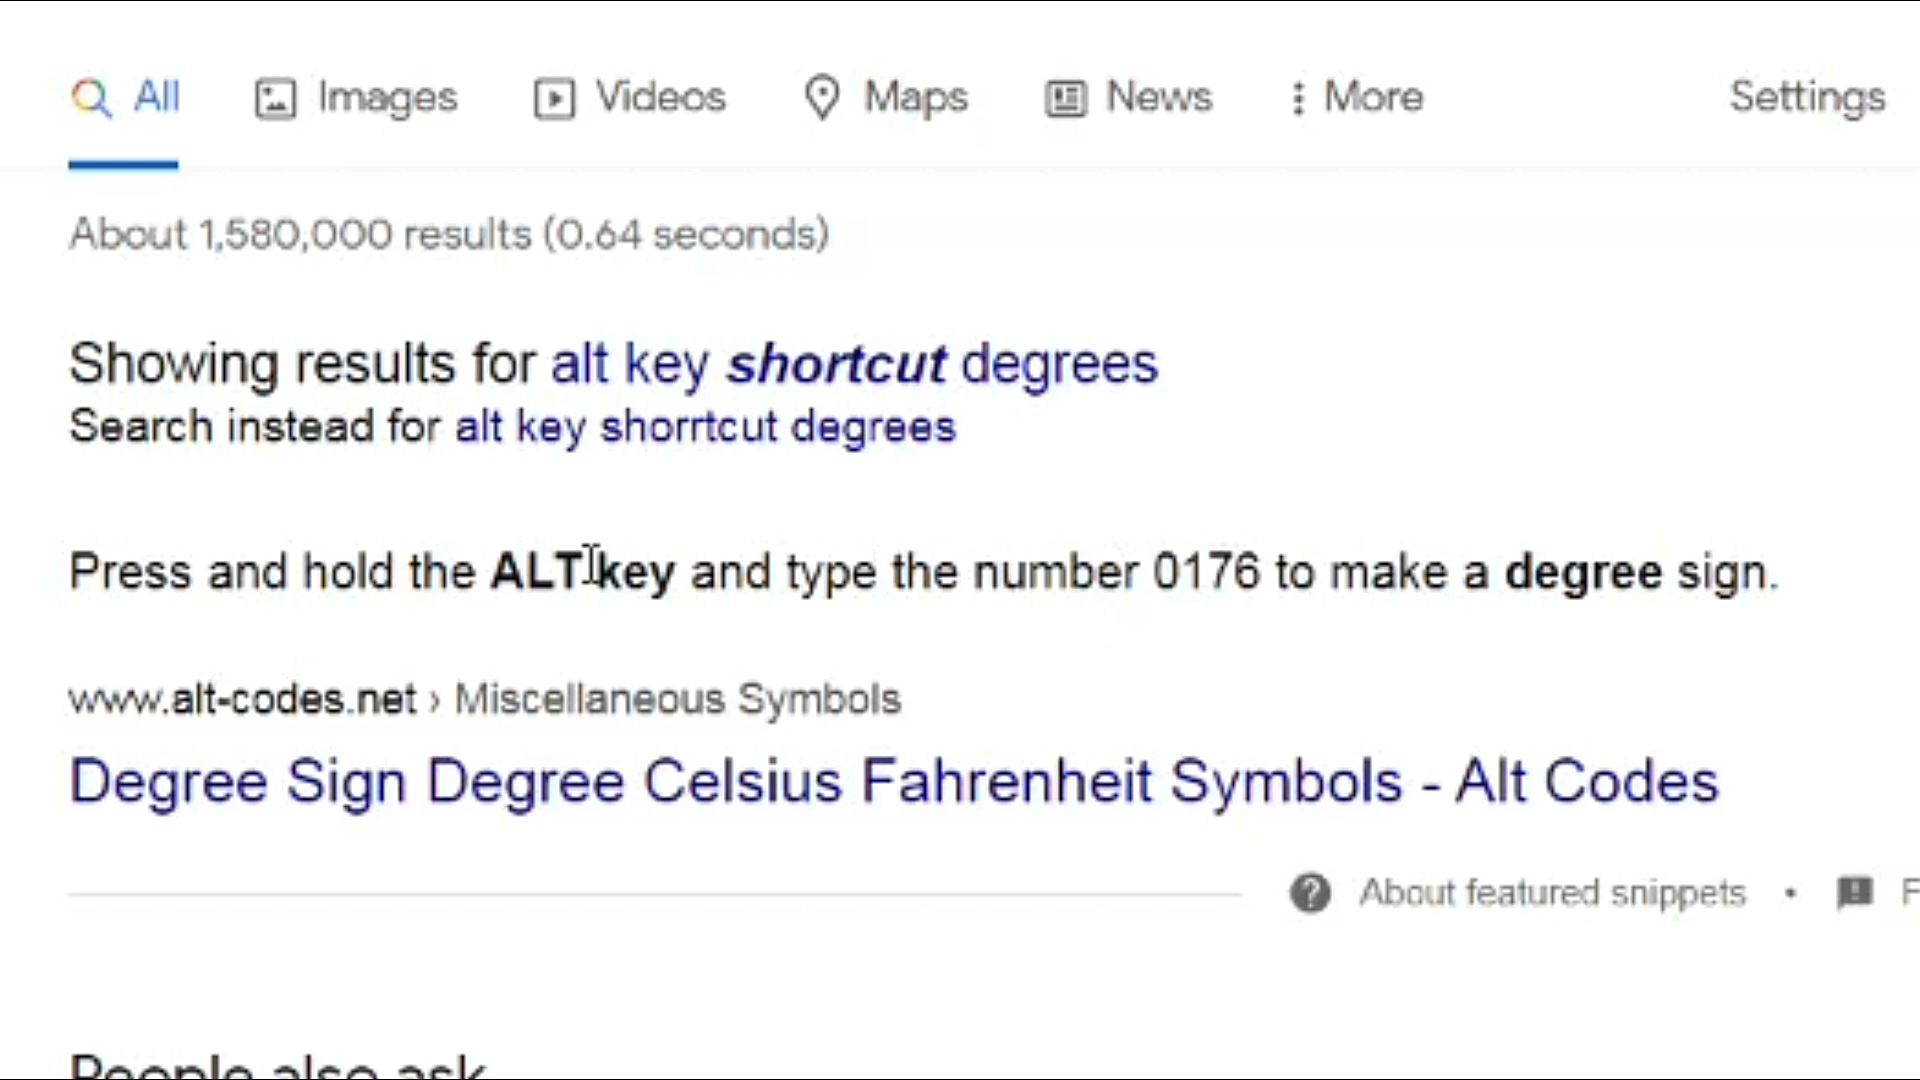 All Images Videos Maps News More Settings
About 1,580,000 results (0.64 seconds)
Showing results for alt key shortcut degrees
Search instead for alt key shorrtcut degrees
Press and hold the ALT key and type the number 0176 to make a degree sign.
www.alt-codes.net › Miscellaneous Symbols
Degree Sign Degree Celsius Fahrenheit Symbols - Alt Codes
About featured snippets • F
People also ask